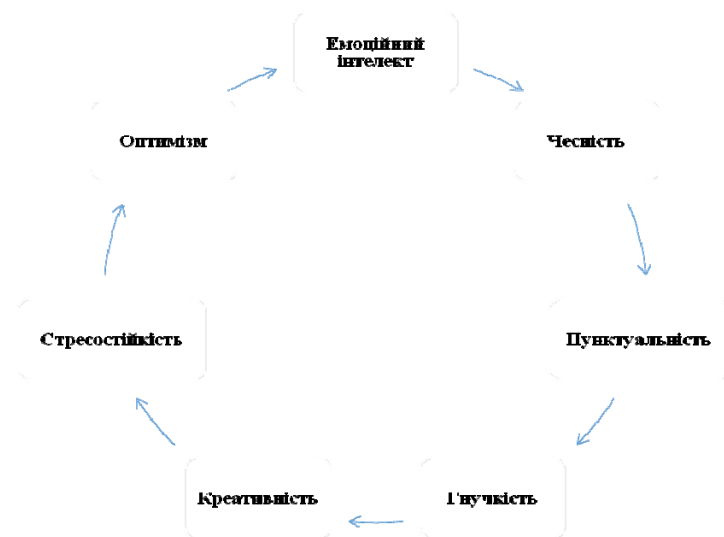 Емоційний
інтелект
Чесність
Пунктуальність
Гнучкість
Креативність
Стресостійкість
Оптимізм